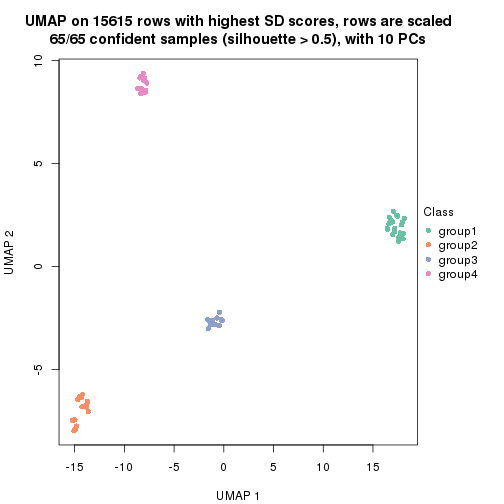 UMAP on 15615 rows with highest SD scores, rows are scaled
65/65 confident samples (silhouette > 0.5), with 10 PCs
10
5
0
-5
UMAP 2
-15
-10
-5
0
5
10
15
UMAP 1
Class
group1
group2
group3
group4